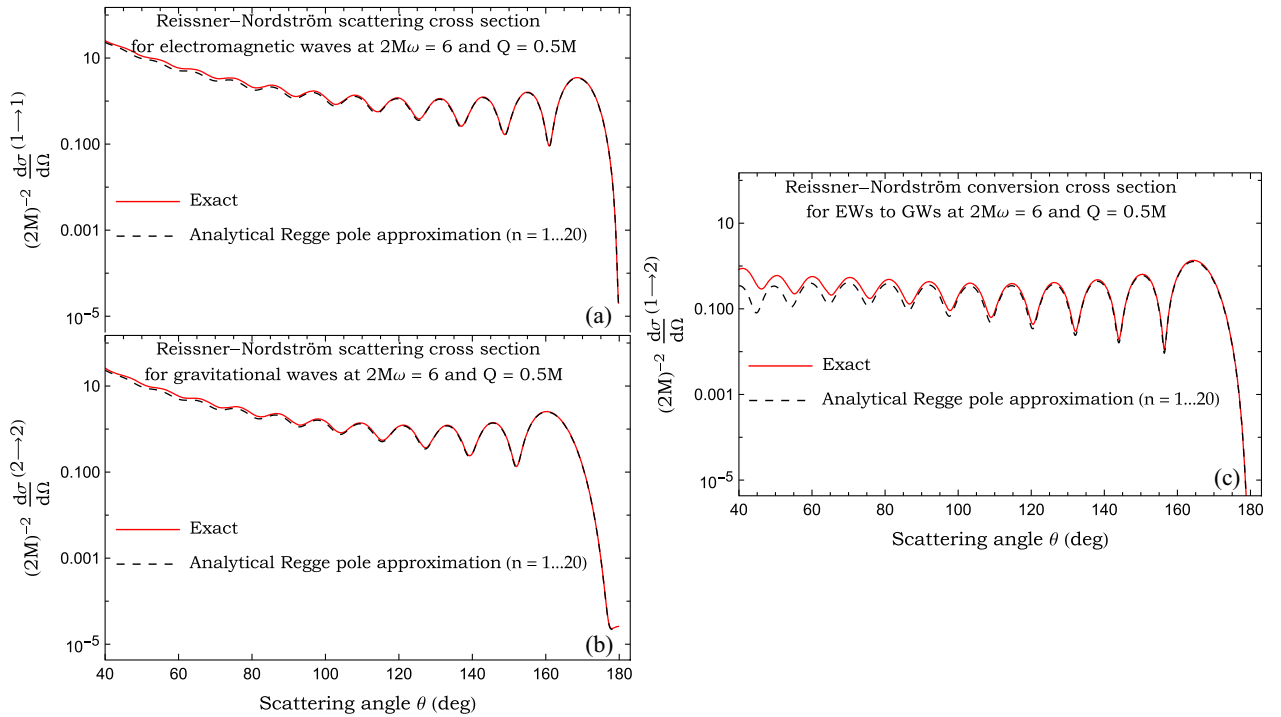 Reissner–Nordström scattering cross section
for electromagnetic waves at 2Mω = 6 and Q = 0.5M
10
0.100
0.001
10⁻⁵
(2M)⁻² dσ/dΩ (1⟶1)
Exact
Analytical Regge pole approximation (n = 1...20)
(a)
Reissner–Nordström scattering cross section
for gravitational waves at 2Mω = 6 and Q = 0.5M
10
0.100
0.001
10⁻⁵
(2M)⁻² dσ/dΩ (2⟶2)
Exact
Analytical Regge pole approximation (n = 1...20)
(b)
40 60 80 100 120 140 160 180
Scattering angle θ (deg)
Reissner–Nordström conversion cross section
for EWs to GWs at 2Mω = 6 and Q = 0.5M
10
0.100
0.001
10⁻⁵
(2M)⁻² dσ/dΩ (1⟶2)
Exact
Analytical Regge pole approximation (n = 1...20)
(c)
40 60 80 100 120 140 160 180
Scattering angle θ (deg)